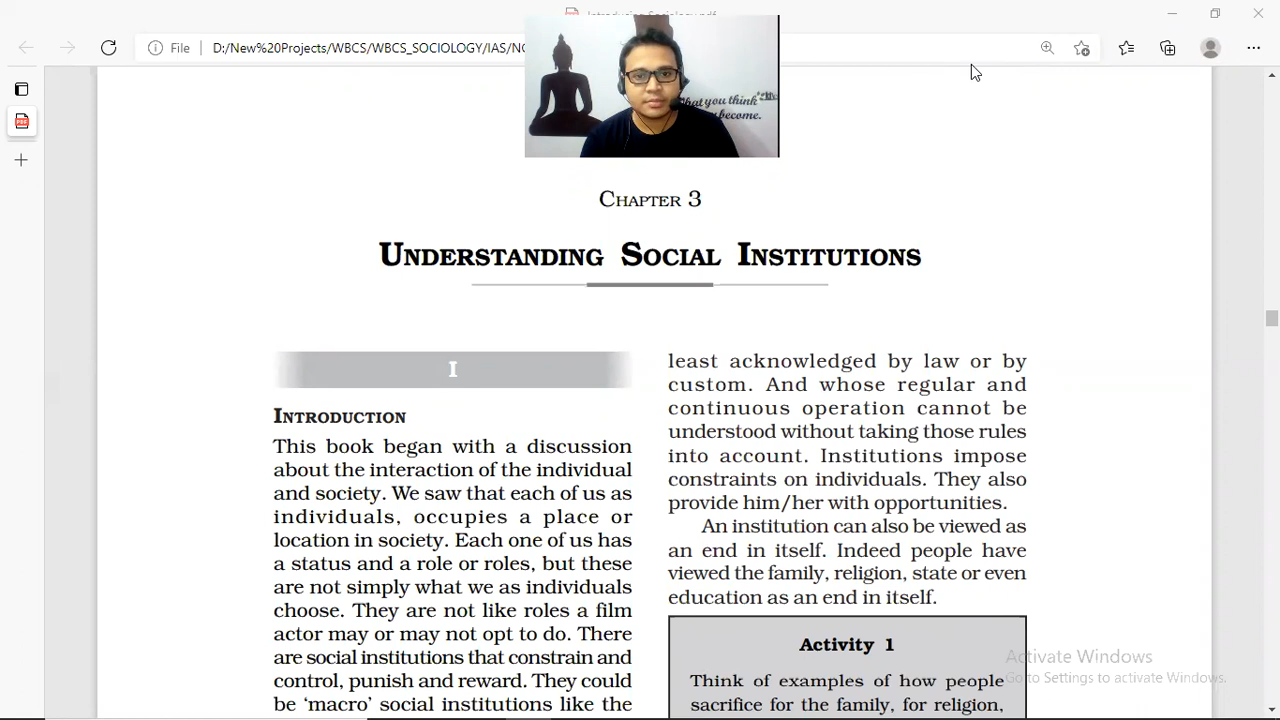 Introducing Sociology.pdf
File
D:/New%20Projects/WBCS/WBCS_SOCIOLOGY/IAS/NC
PDF
What you think
become.
CHAPTER 3
UNDERSTANDING SOCIAL INSTITUTIONS
I
INTRODUCTION
This book began with a discussion
about the interaction of the individual
and society. We saw that each of us as
individuals, occupies a place or
location in society. Each one of us has
a status and a role or roles, but these
are not simply what we as individuals
choose. They are not like roles a film
actor may or may not opt to do. There
are social institutions that constrain and
control, punish and reward. They could
be ‘macro’ social institutions like the
least acknowledged by law or by
custom. And whose regular and
continuous operation cannot be
understood without taking those rules
into account. Institutions impose
constraints on individuals. They also
provide him/her with opportunities.
An institution can also be viewed as
an end in itself. Indeed people have
viewed the family, religion, state or even
education as an end in itself.
Activity 1
Think of examples of how people
sacrifice for the family, for religion,
Activate Windows
Go to Settings to activate Windows.